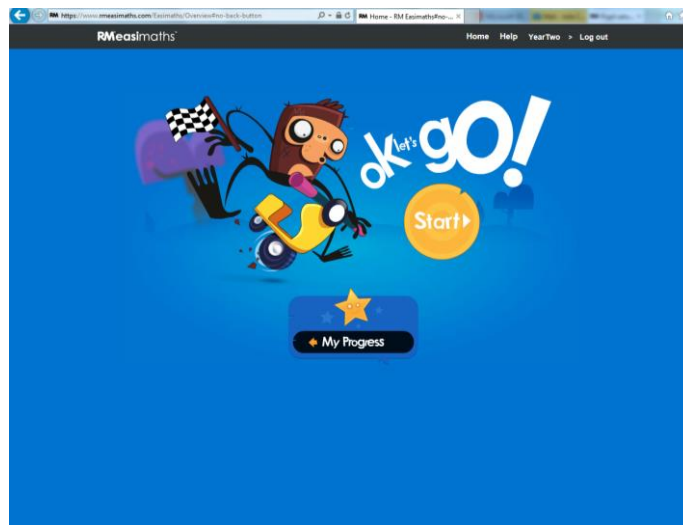 RM https://www.rmeasimaths.com/Easimaths/Overview#no-back-button
RM Home - RM Easimaths#no-...
RMeasimaths
Home Help YearTwo > Log out
ok let's go!
Start
My Progress